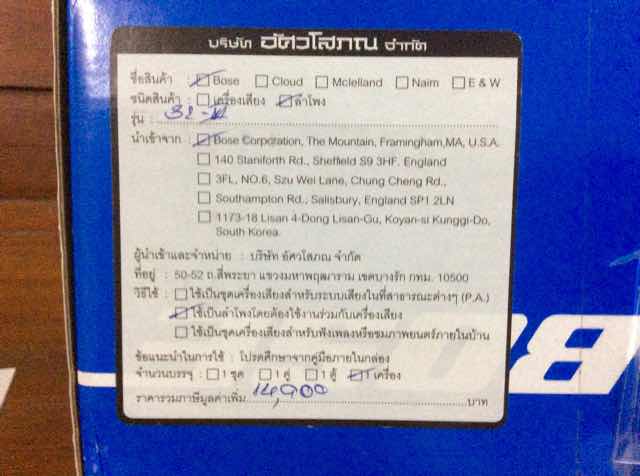 บริษัท อัศวโสภณ จำกัด
ชื่อสินค้า : ☑ Bose ☐ Cloud ☐ Mclelland ☐ Naim ☐ E & W
ชนิดสินค้า : ☐ เครื่องเสียง ☑ ลำโพง
รุ่น :
นำเข้าจาก : ☑ Bose Corporation, The Mountain, Framingham,MA, U.S.A.
☐ 140 Staniforth Rd., Sheffield S9 3HF. England
☐ 3FL, NO.6, Szu Wei Lane, Chung Cheng Rd.,
☐ Southampton Rd., Salisbury, England SP1 2LN
☐ 1173-18 Lisan 4-Dong Lisan-Gu, Koyan-si Kunggi-Do,
South Korea.
ผู้นำเข้าและจำหน่าย : บริษัท อัศวโสภณ จำกัด
ที่อยู่ : 50-52 ถ.สี่พระยา แขวงมหาพฤฒาราม เขตบางรัก กทม. 10500
วิธีใช้ : ☐ ใช้เป็นชุดเครื่องเสียงสำหรับระบบเสียงในที่สาธารณะต่างๆ (P.A.)
☑ ใช้เป็นลำโพงโดยต้องใช้งานร่วมกับเครื่องเสียง
☐ ใช้เป็นชุดเครื่องเสียงสำหรับฟังเพลงหรือชมภาพยนตร์ภายในบ้าน
ข้อแนะนำในการใช้ : โปรดศึกษาจากคู่มือภายในกล่อง
จำนวนบรรจุ : ☐ 1 ชุด ☐ 1 คู่ ☐ 1 ตู้ ☑ 1 เครื่อง
ราคารวมภาษีมูลค่าเพิ่ม 14,900 บาท